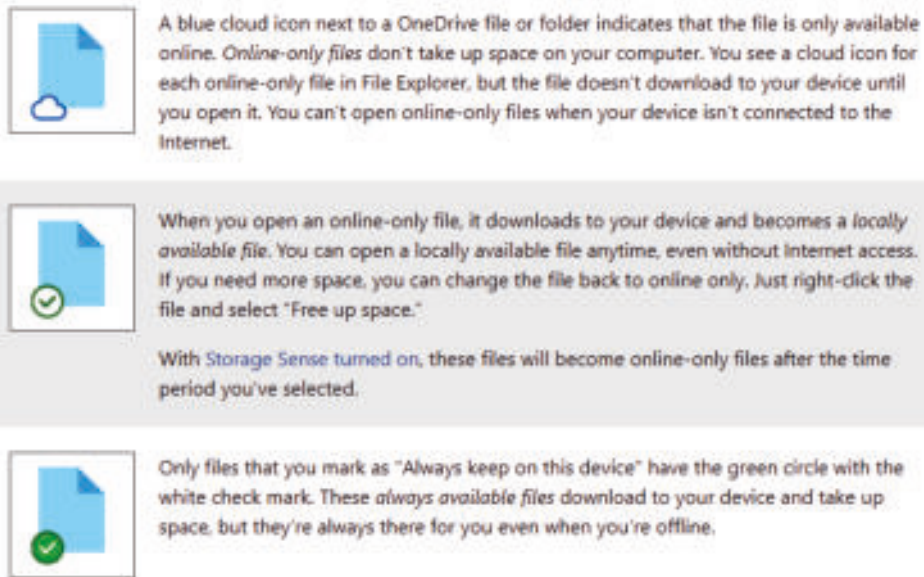 A blue cloud icon next to a OneDrive file or folder indicates that the file is only available
online. Online-only files don't take up space on your computer. You see a cloud icon for
each online-only file in File Explorer, but the file doesn't download to your device until
you open it. You can't open online-only files when your device isn't connected to the
Internet.
When you open an online-only file, it downloads to your device and becomes a locally
available file. You can open a locally available file anytime, even without Internet access.
If you need more space, you can change the file back to online only. Just right-click the
file and select "Free up space."
With Storage Sense turned on, these files will become online-only files after the time
period you've selected.
Only files that you mark as "Always keep on this device" have the green circle with the
white check mark. These always available files download to your device and take up
space, but they're always there for you even when you're offline.